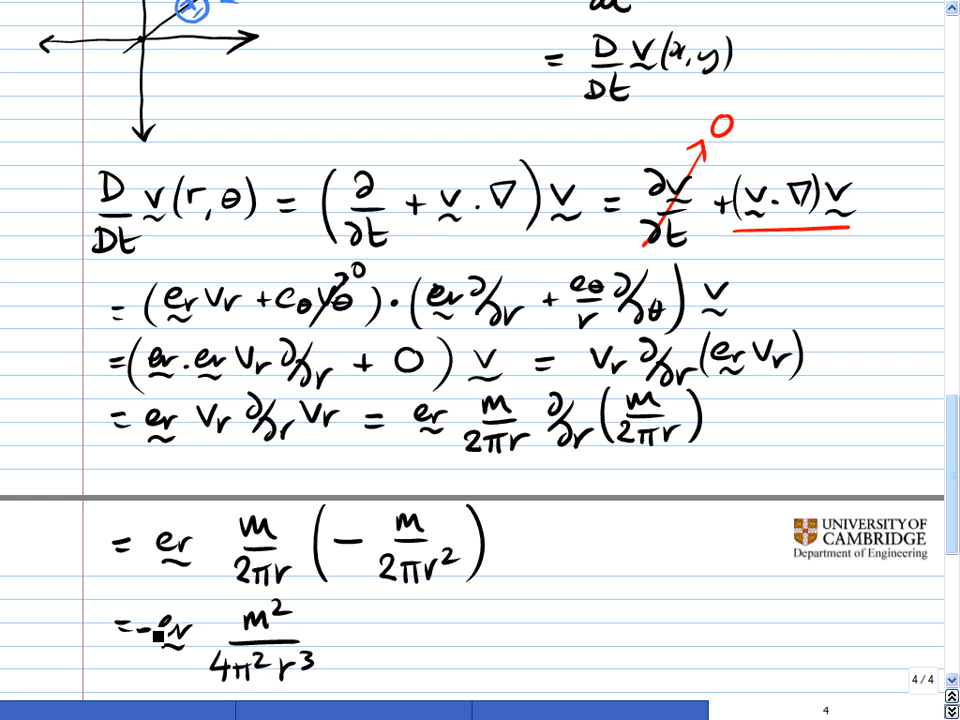 = D/Dt v(x,y)
0
D/Dt v(r, θ) = (∂/∂t + v · ∇) v = ∂v/∂t + (v · ∇) v
= (er vr + eθ vθ 0) · (er ∂/∂r + eθ/r ∂/∂θ) v
= (er · er vr ∂/∂r + 0) v = vr ∂/∂r (er vr)
= er vr ∂/∂r vr = er m/2πr ∂/∂r (m/2πr)
= er m/2πr (- m/2πr²)
UNIVERSITY OF
CAMBRIDGE
Department of Engineering
= -er m²/4π²r³
4 / 4
4